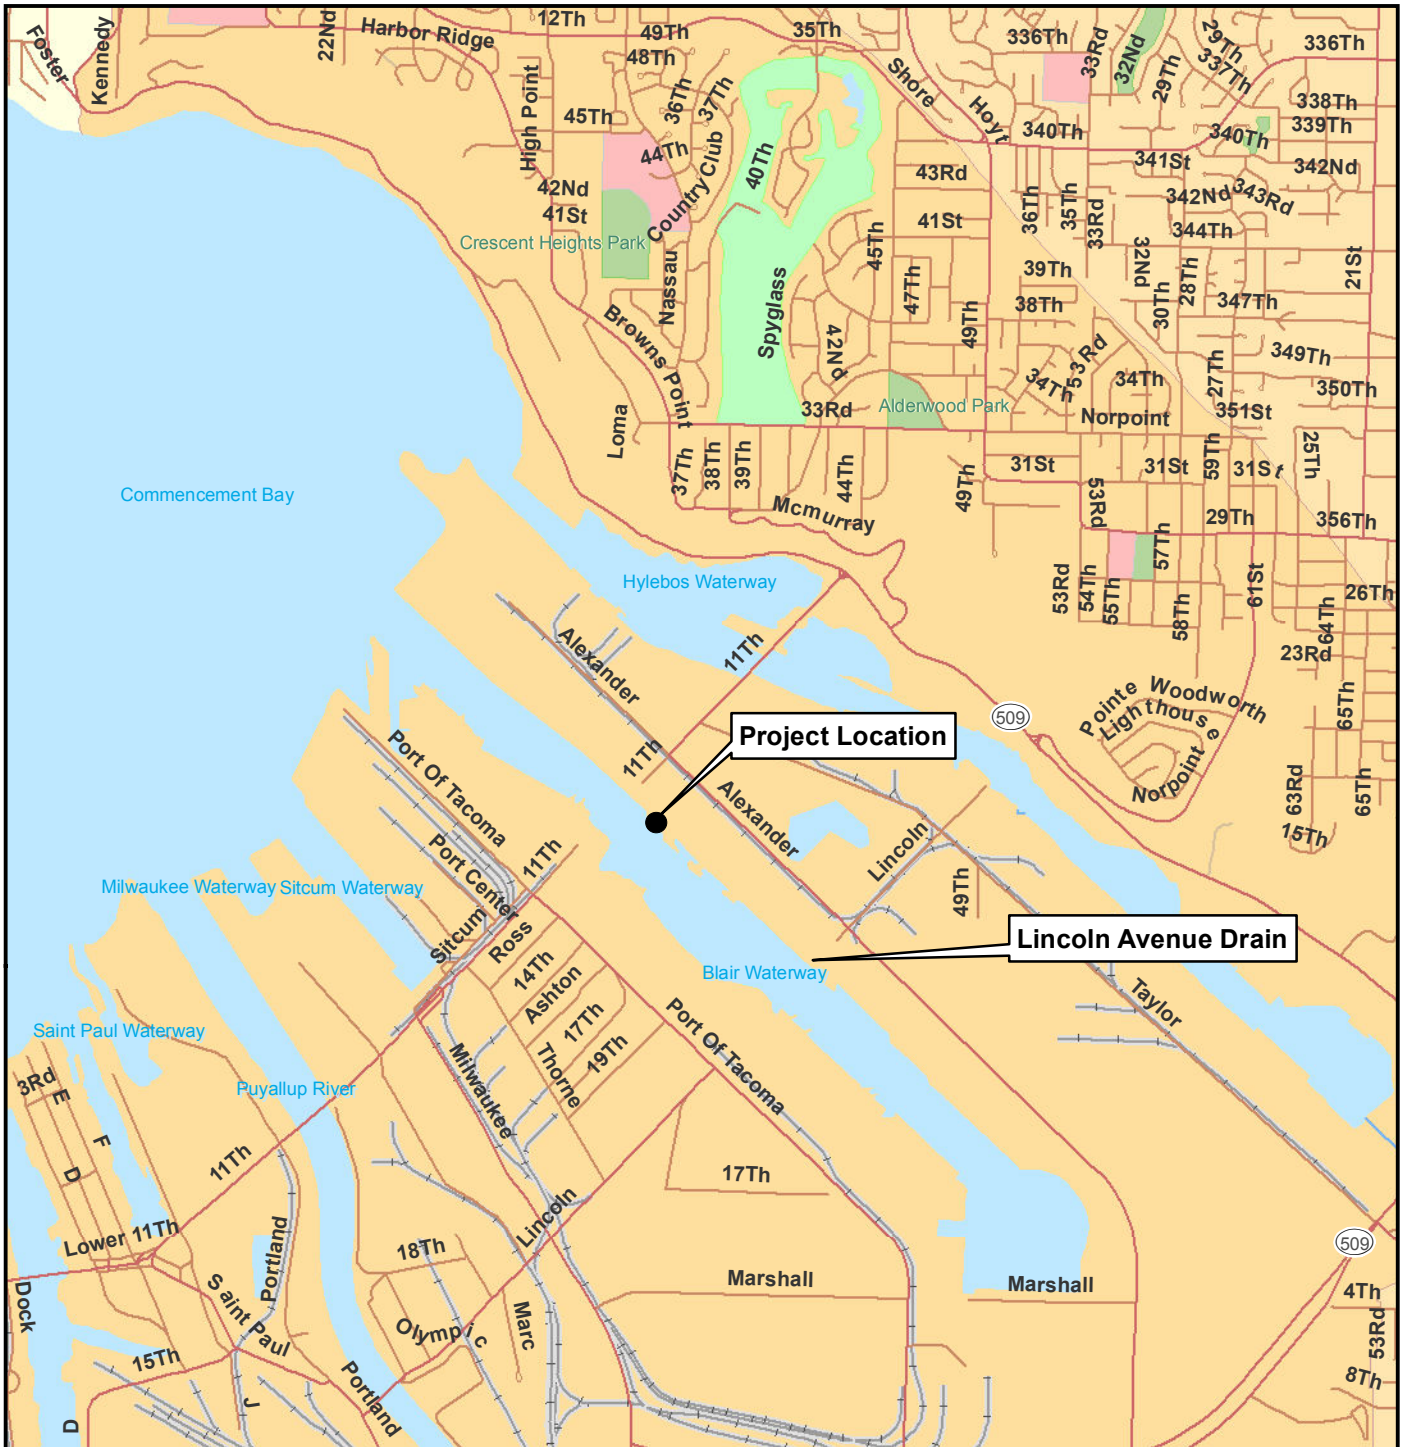 Foster
Kennedy
22Nd
Harbor Ridge
12Th
49Th
48Th
35Th
336Th
33Rd
32Nd
29Th
29Th
337Th
336Th
High Point
45Th
36Th
37Th
Shore
Hoyt
340Th
338Th
339Th
340Th
44Th
Country Club
40Th
43Rd
341St
342Nd
42Nd
41St
41St
36Th
35Th
33Rd
342Nd
343Rd
344Th
Crescent Heights Park
Nassau
45Th
47Th
39Th
38Th
32Nd
30Th
28Th
347Th
21St
Browns Point
Spyglass
42Nd
49Th
53Rd
34Th
34Th
27Th
349Th
350Th
Loma
33Rd
Alderwood Park
Norpoint
351St
37Th
38Th
39Th
44Th
49Th
31St
31St
59Th
31St
25Th
Commencement Bay
Mcmurray
53Rd
29Th
356Th
Hylebos Waterway
53Rd
54Th
55Th
57Th
58Th
61St
26Th
64Th
23Rd
65Th
Alexander
11Th
509
Pointe
Woodworth
Lighthouse
Norpoint
63Rd
65Th
15Th
Project Location
11Th
Port Of Tacoma
Alexander
Lincoln
49Th
Port Center
11Th
Milwaukee Waterway
Sitcum Waterway
Sitcum
Ross
14Th
Ashton
17Th
19Th
Thorne
Lincoln Avenue Drain
Blair Waterway
Taylor
Port Of Tacoma
Saint Paul Waterway
Puyallup River
Milwaukee
3Rd
E
F
D
11Th
17Th
Lower 11Th
Portland
18Th
Lincoln
509
Dock
Saint Paul
Marshall
Marshall
4Th
53Rd
Olympic
Marc
15Th
8Th
Portland
J
D